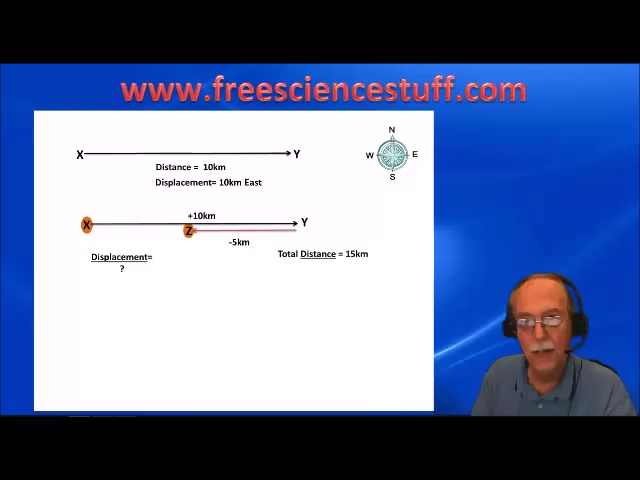 www.freesciencestuff.com
N
W E
S
X Y
Distance = 10km
Displacement= 10km East
+10km
X Y
Z
-5km
Displacement=
?
Total Distance = 15km